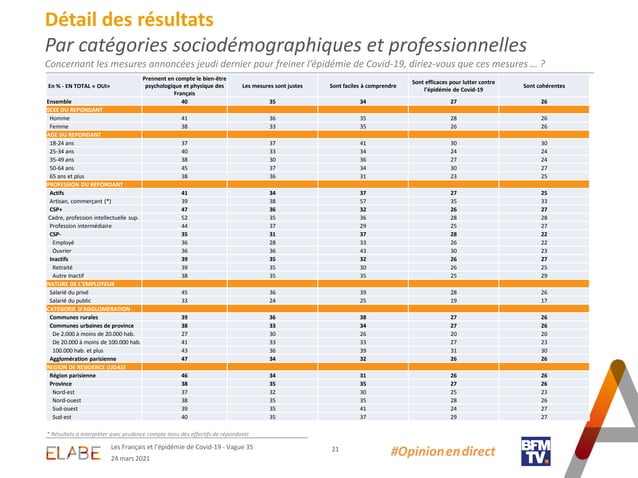 Détail des résultats
Par catégories sociodémographiques et professionnelles
Concernant les mesures annoncées jeudi dernier pour freiner l'épidémie de Covid-19, diriez-vous que ces mesures … ?
En % - EN TOTAL « OUI» Prennent en compte le bien-être psychologique et physique des Français Les mesures sont justes Sont faciles à comprendre Sont efficaces pour lutter contre l'épidémie de Covid-19 Sont cohérentes
Ensemble 40 35 34 27 26
SEXE DU REPONDANT
Homme 41 36 35 28 26
Femme 38 33 35 26 26
AGE DU REPONDANT
18-24 ans 37 37 41 30 30
25-34 ans 40 33 34 24 24
35-49 ans 38 30 36 27 24
50-64 ans 45 37 34 30 27
65 ans et plus 38 36 31 23 25
PROFESSION DU REPONDANT
Actifs 41 34 37 27 25
Artisan, commerçant (*) 39 38 57 35 33
CSP+ 47 36 32 26 27
Cadre, profession intellectuelle sup. 52 35 36 28 28
Profession intermédiaire 44 37 29 25 27
CSP- 35 31 37 28 22
Employé 36 28 33 26 22
Ouvrier 36 36 43 30 23
Inactifs 39 35 32 26 27
Retraité 39 35 30 26 25
Autre Inactif 38 35 35 25 29
NATURE DE L'EMPLOYEUR
Salarié du privé 45 36 39 28 26
Salarié du public 33 24 25 19 17
CATEGORIE D'AGGLOMERATION
Communes rurales 39 36 38 27 26
Communes urbaines de province 38 33 34 27 26
De 2.000 à moins de 20.000 hab. 27 30 26 20 20
De 20.000 à moins de 100.000 hab. 41 33 33 27 23
100.000 hab. et plus 43 36 39 31 30
Agglomération parisienne 47 34 32 26 26
REGION DE RESIDENCE (UDA5)
Région parisienne 46 34 31 26 26
Province 38 35 35 27 26
Nord-est 37 32 30 25 23
Nord-ouest 38 35 35 28 26
Sud-ouest 39 35 41 24 27
Sud-est 40 35 37 29 27
* Résultats à interpréter avec prudence compte-tenu des effectifs de répondants
ELABE
Les Français et l'épidémie de Covid-19 - Vague 35
24 mars 2021
21
#Opinion en direct
BFM
TV.